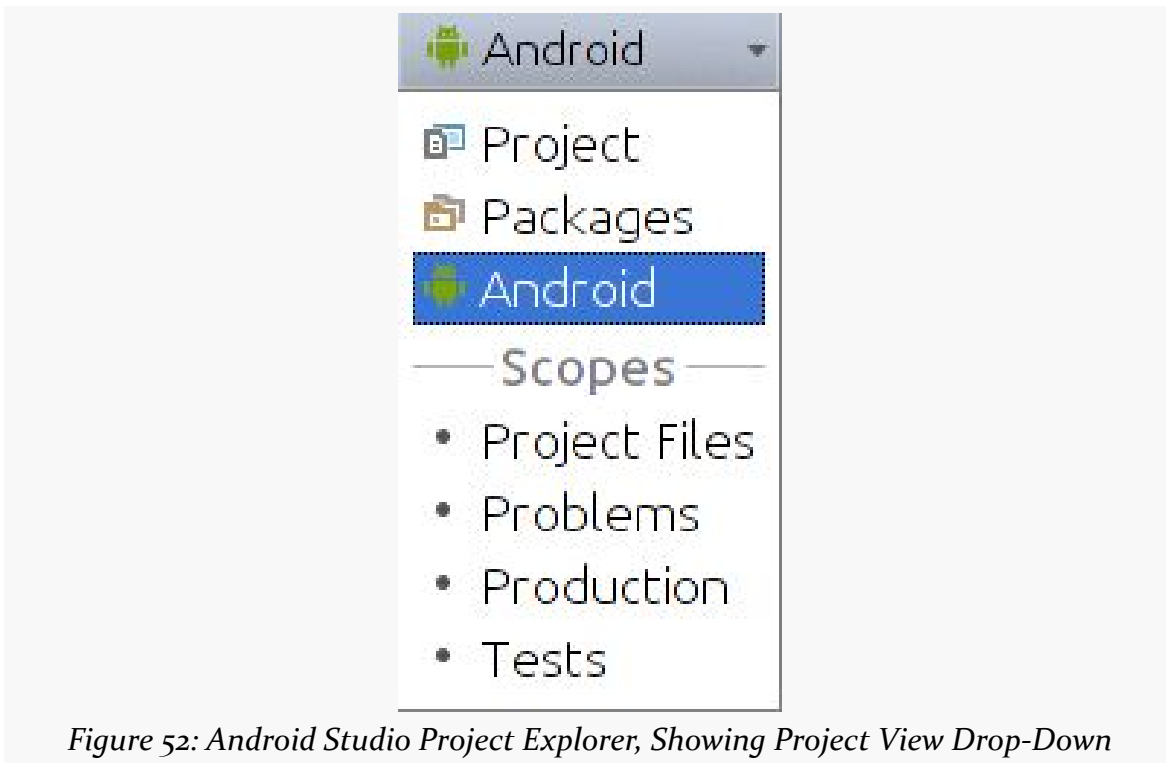 Android
Project
Packages
Android
Scopes
Project Files
Problems
Production
Tests
Figure 52: Android Studio Project Explorer, Showing Project View Drop-Down